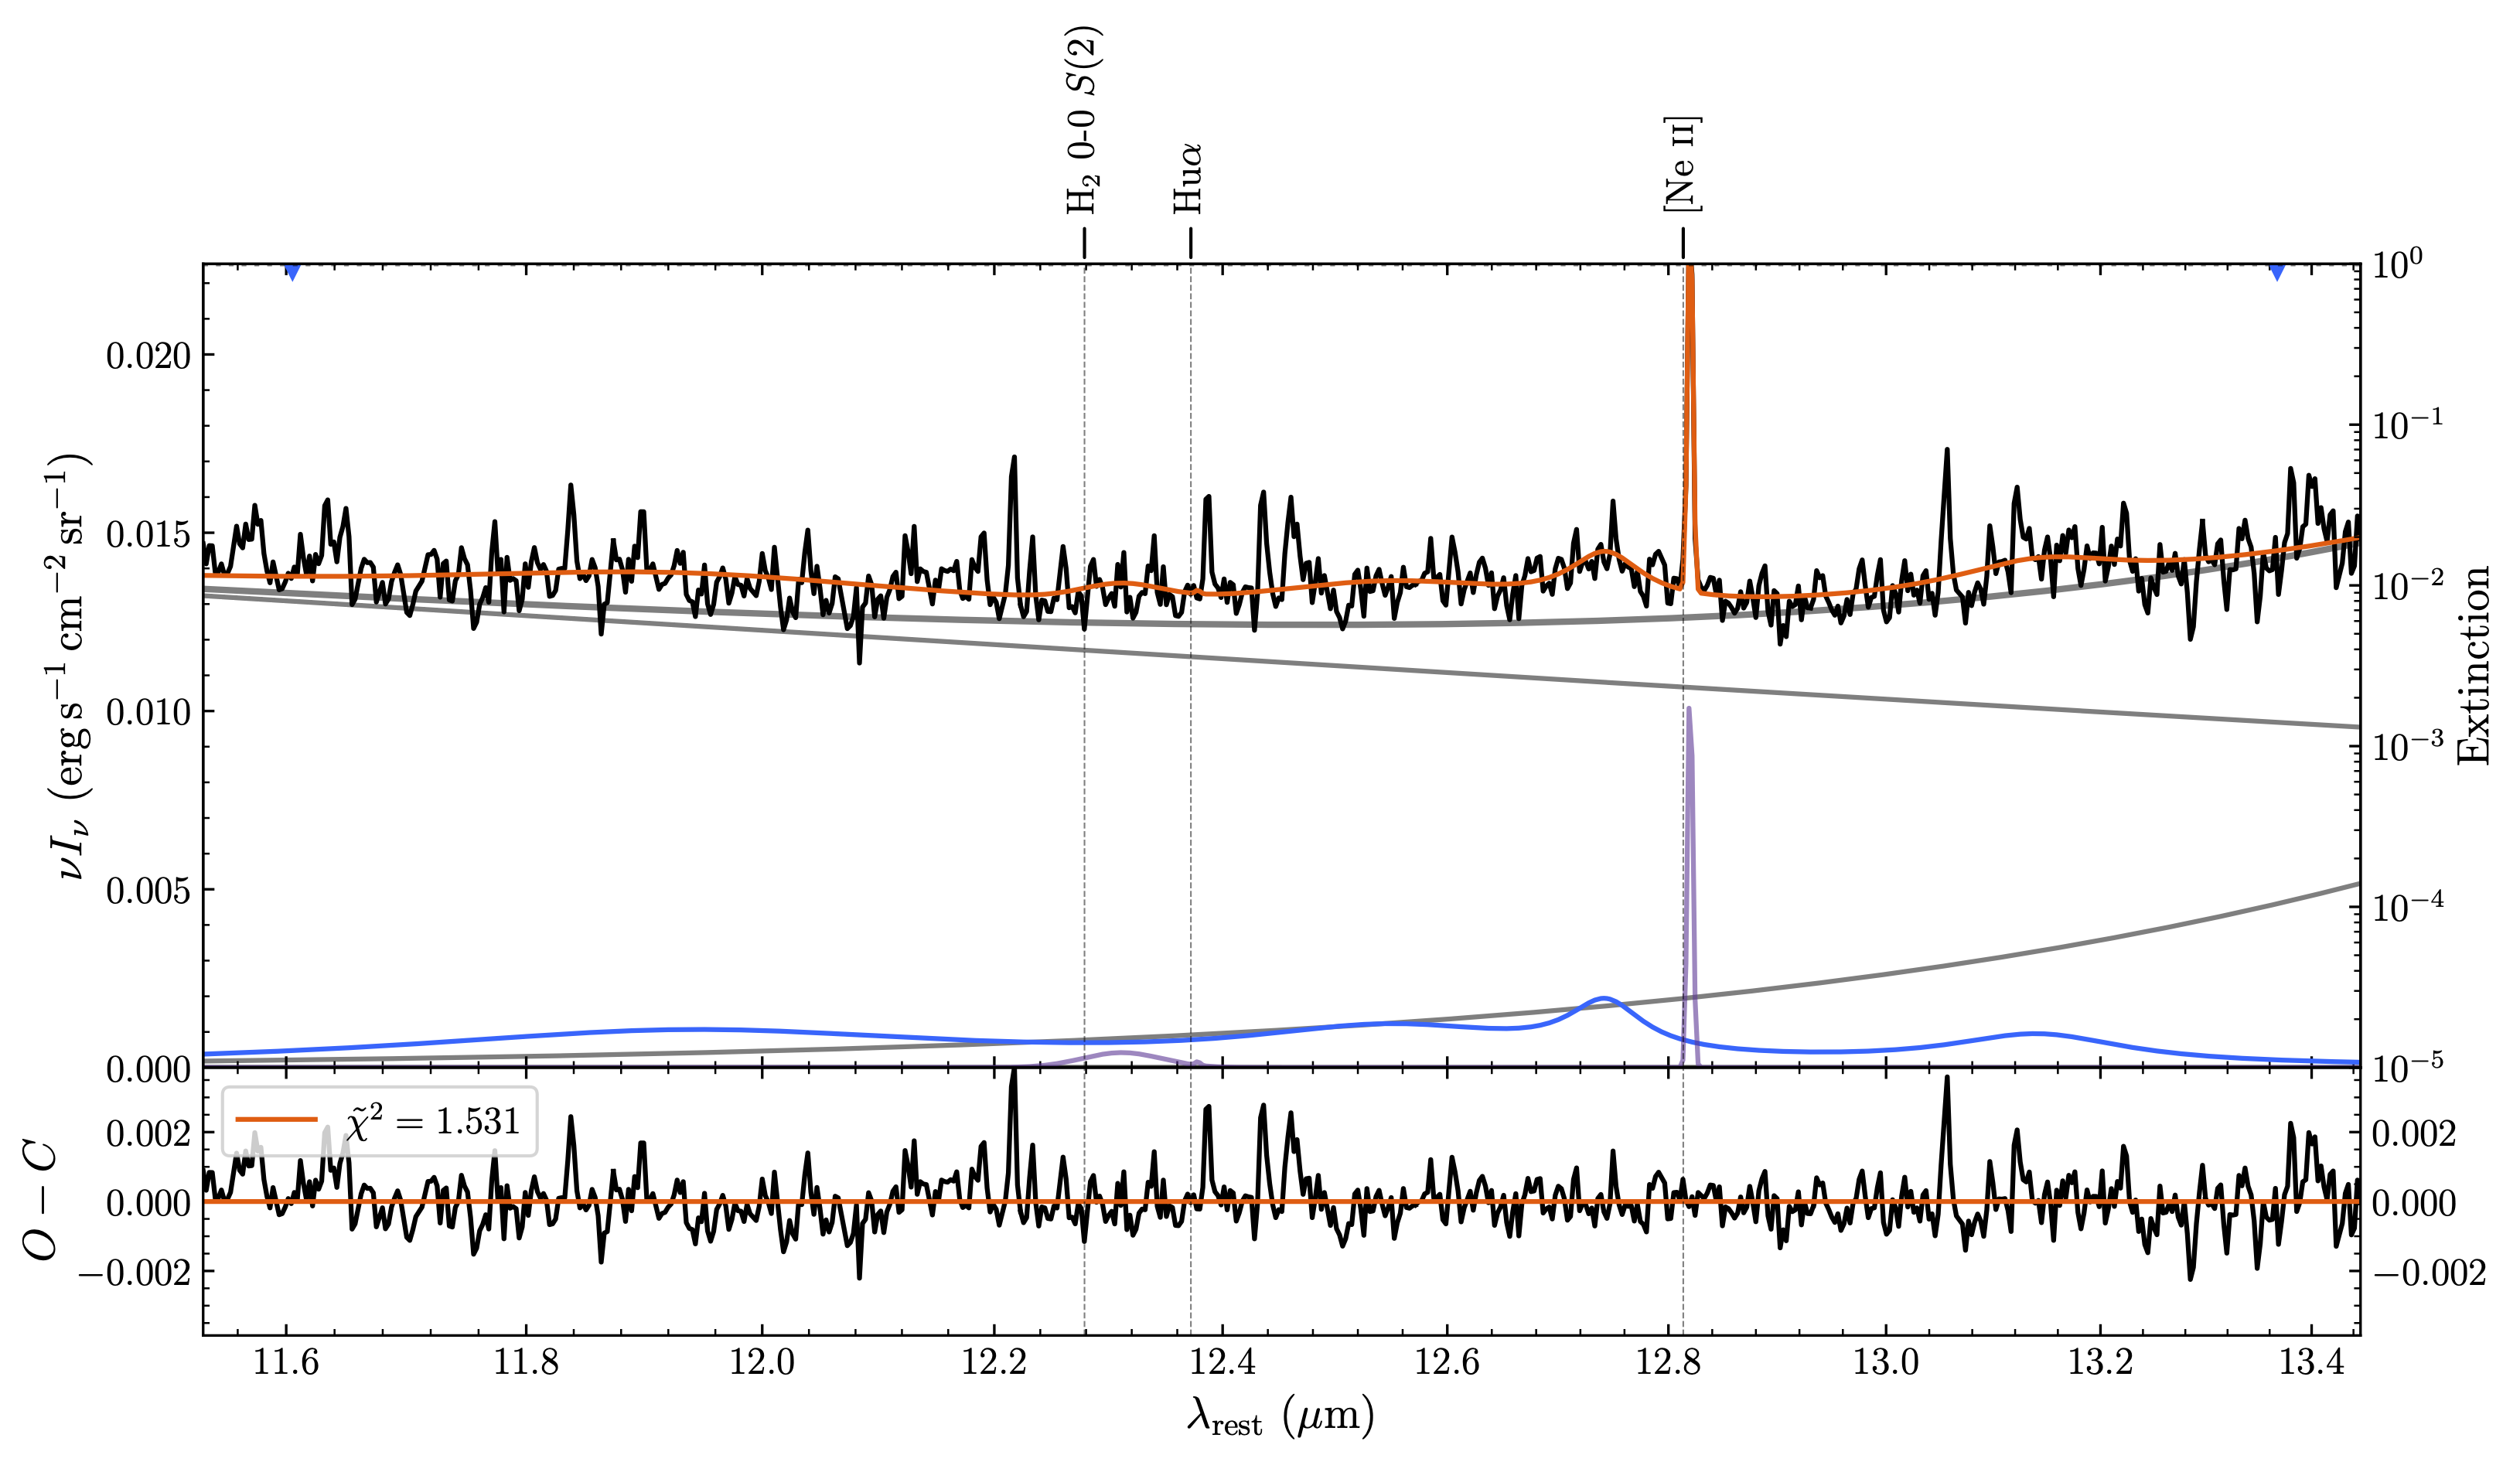 H₂ 0-0 S(2)
Huα
[Ne II]
νI_ν (erg s⁻¹ cm⁻² sr⁻¹)
0.020
0.015
0.010
0.005
0.000
10⁰
10⁻¹
10⁻²
10⁻³
10⁻⁴
10⁻⁵
Extinction
χ̃² = 1.531
O − C
0.002
0.000
−0.002
0.002
0.000
−0.002
11.6 11.8 12.0 12.2 12.4 12.6 12.8 13.0 13.2 13.4
λ_rest (μm)